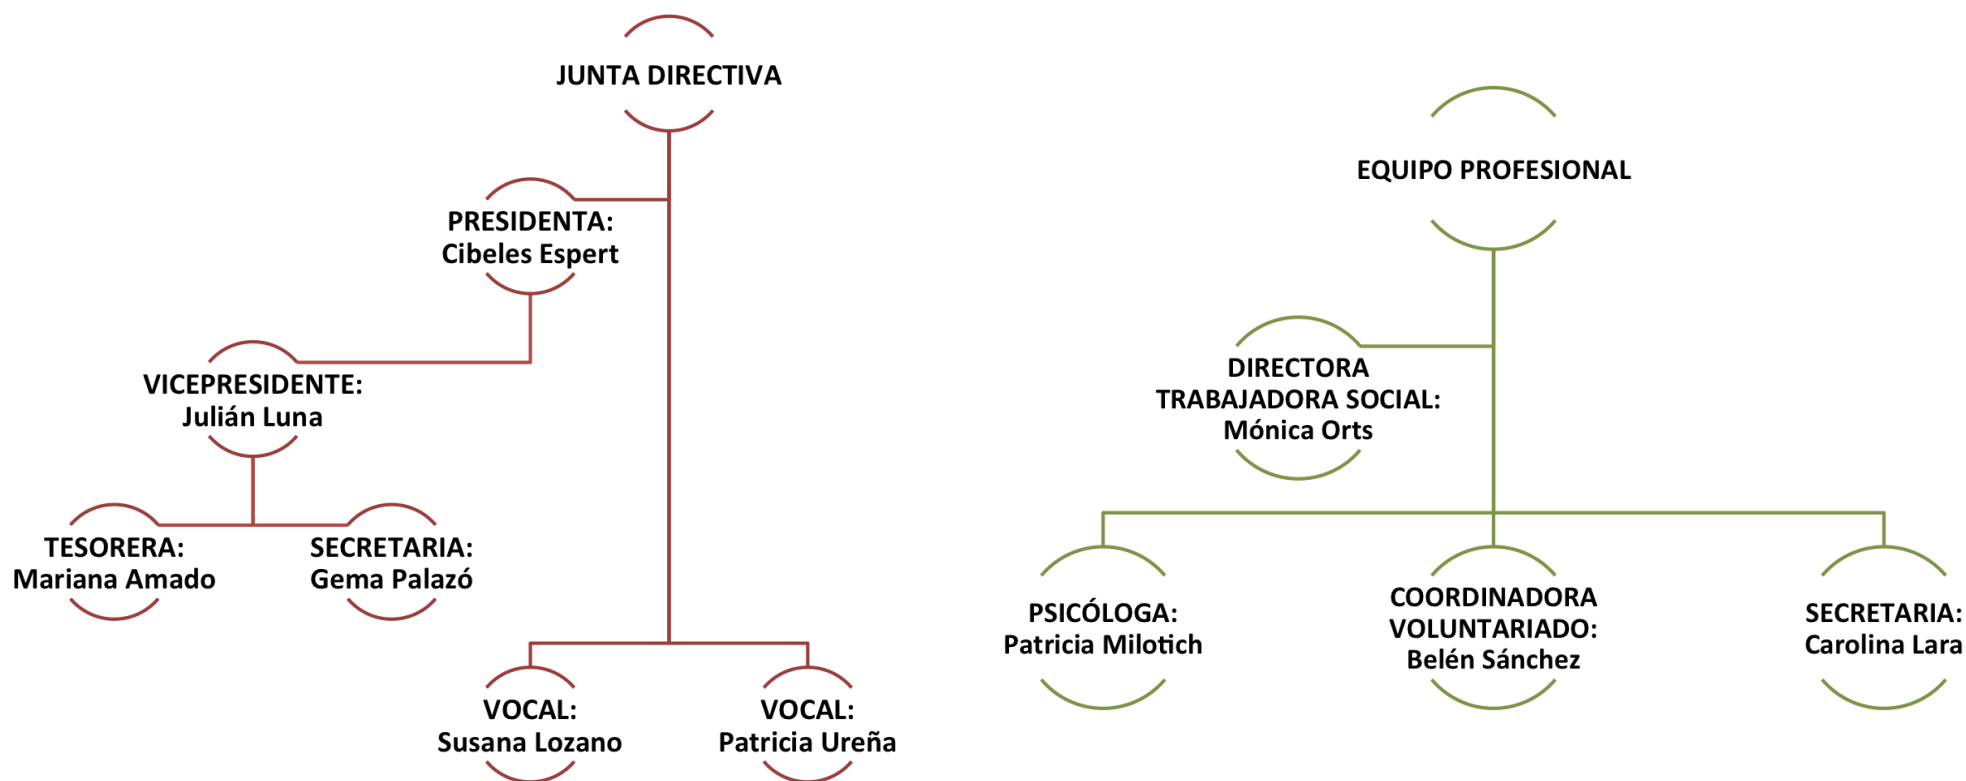 JUNTA DIRECTIVA
PRESIDENTA:
Cibeles Espert
VICEPRESIDENTE:
Julián Luna
TESORERA:
Mariana Amado
SECRETARIA:
Gema Palazó
VOCAL:
Susana Lozano
VOCAL:
Patricia Ureña
EQUIPO PROFESIONAL
DIRECTORA
TRABAJADORA SOCIAL:
Mónica Orts
PSICÓLOGA:
Patricia Milotich
COORDINADORA
VOLUNTARIADO:
Belén Sánchez
SECRETARIA:
Carolina Lara